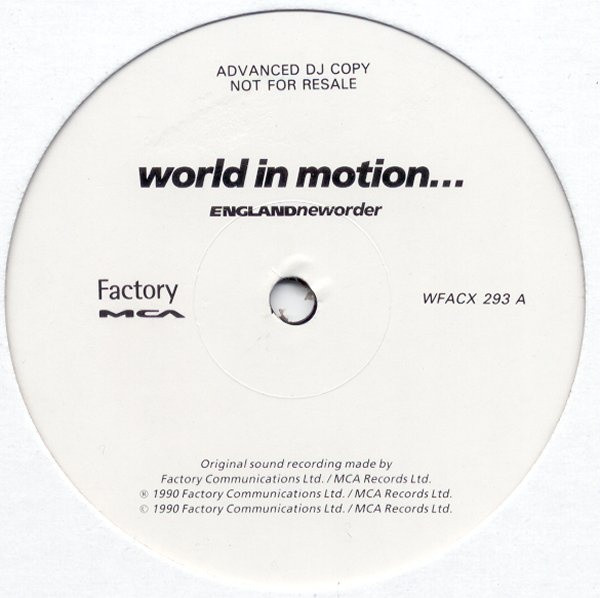 ADVANCED DJ COPY
NOT FOR RESALE
world in motion...
ENGLANDneworder
Factory
MCA
WFACX 293 A
Original sound recording made by
Factory Communications Ltd. / MCA Records Ltd.
℗ 1990 Factory Communications Ltd. / MCA Records Ltd.
© 1990 Factory Communications Ltd. / MCA Records Ltd.